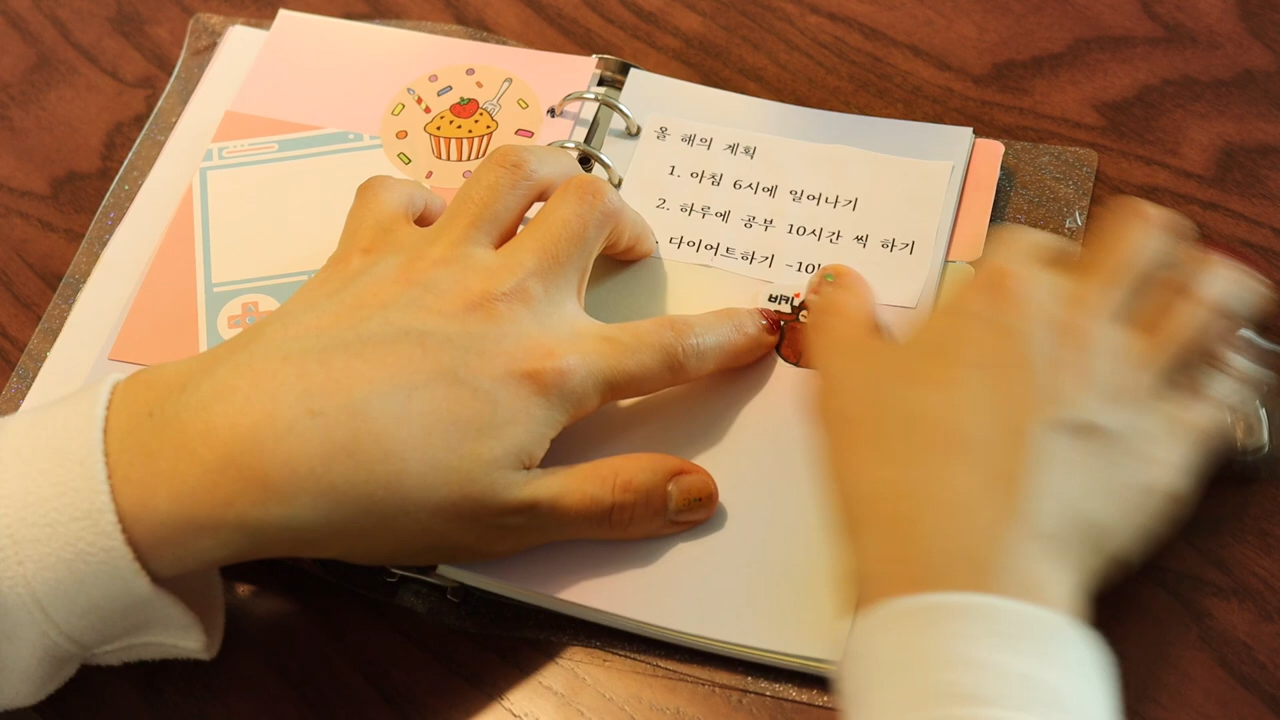 올 해의 계획
1. 아침 6시에 일어나기
2. 하루에 공부 10시간 씩 하기
다이어트하기